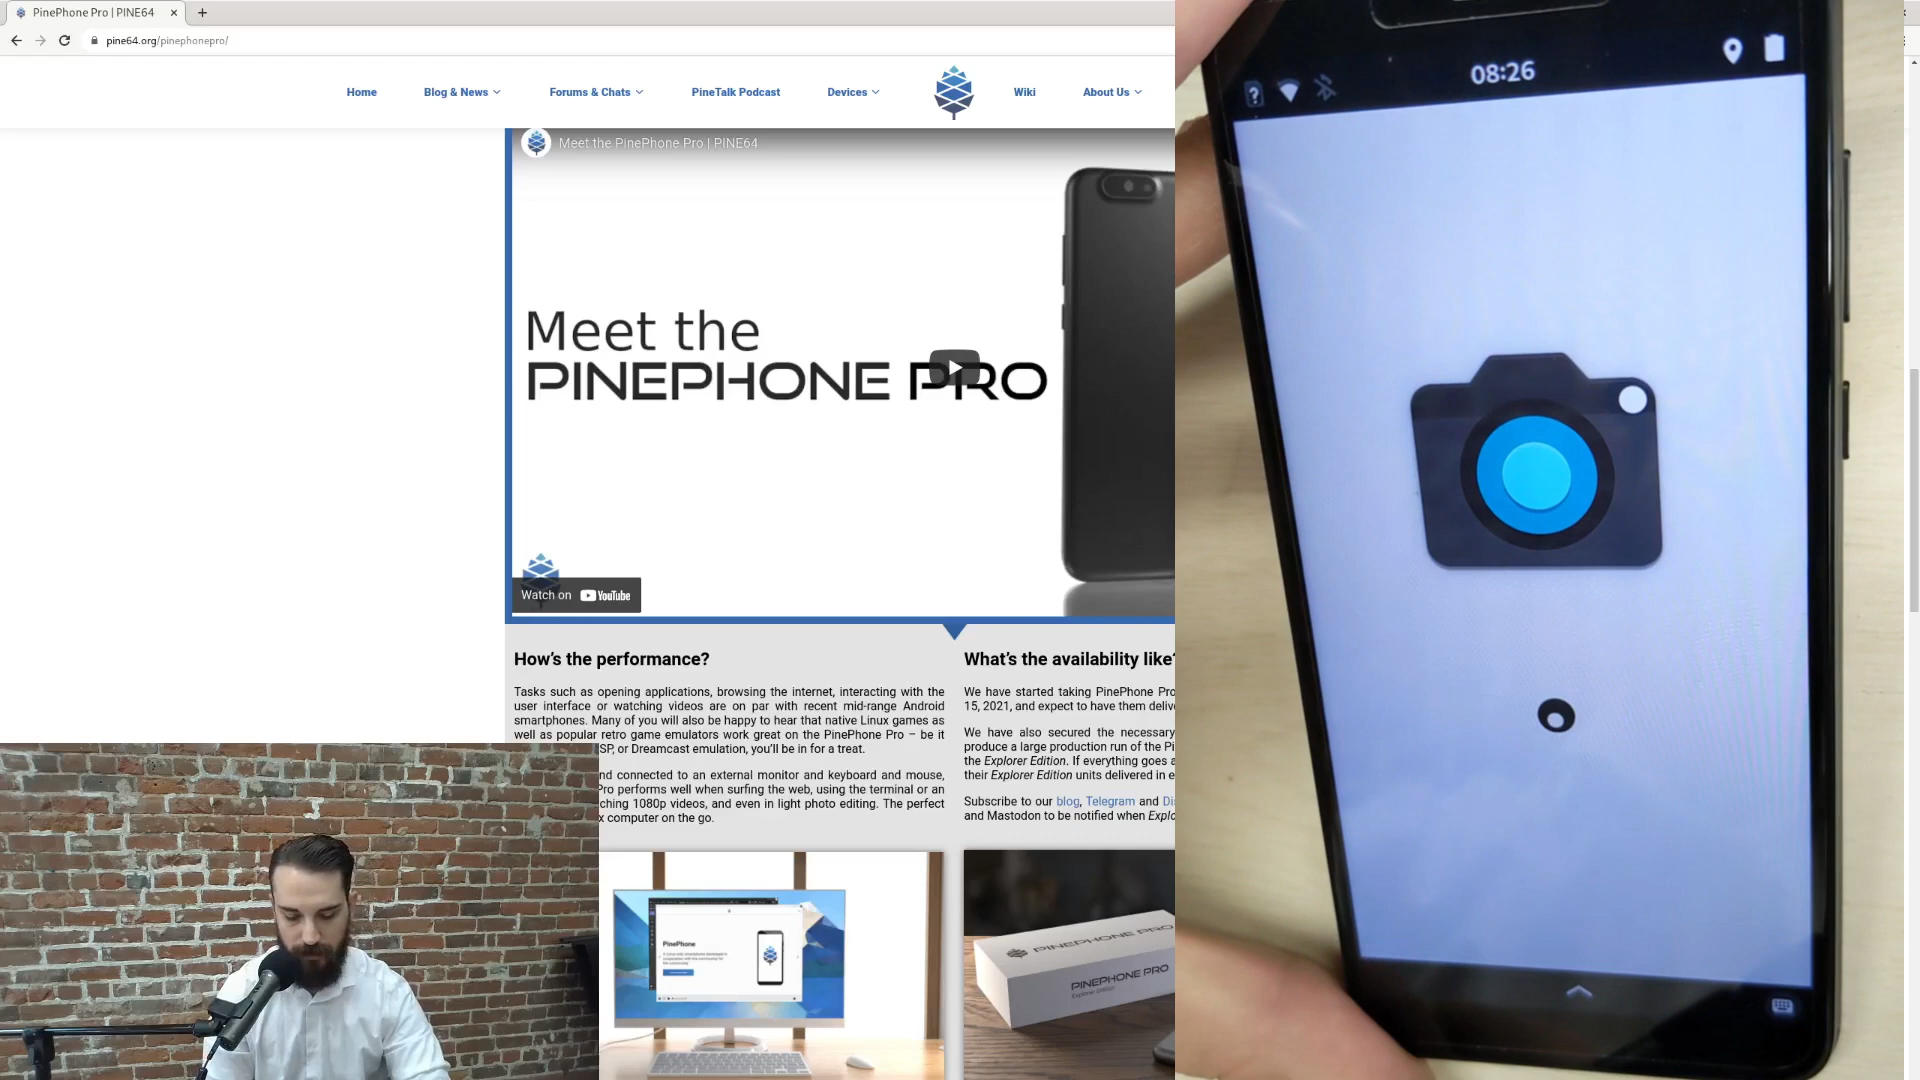 PinePhone Pro | PINE64
pine64.org/pinephonepro/
Home
Blog & News
Forums & Chats
PineTalk Podcast
Devices
Wiki
About Us
Meet the PinePhone Pro | PINE64
Meet the
PINEPHONE PRO
Watch on YouTube
How's the performance?
Tasks such as opening applications, browsing the internet, interacting with the
user interface or watching videos are on par with recent mid-range Android
smartphones. Many of you will also be happy to hear that native Linux games as
well as popular retro game emulators work great on the PinePhone Pro – be it
SP, or Dreamcast emulation, you'll be in for a treat.
nd connected to an external monitor and keyboard and mouse,
Pro performs well when surfing the web, using the terminal or an
ching 1080p videos, and even in light photo editing. The perfect
x computer on the go.
What's the availability like?
We have started taking PinePhone Pro
15, 2021, and expect to have them deliv
We have also secured the necessary
produce a large production run of the Pi
the Explorer Edition. If everything goes a
their Explorer Edition units delivered in e
Subscribe to our blog, Telegram and Di
and Mastodon to be notified when Explo
PinePhone
PINEPHONE PRO
PINEPHONE PRO
Explorer Edition
08:26